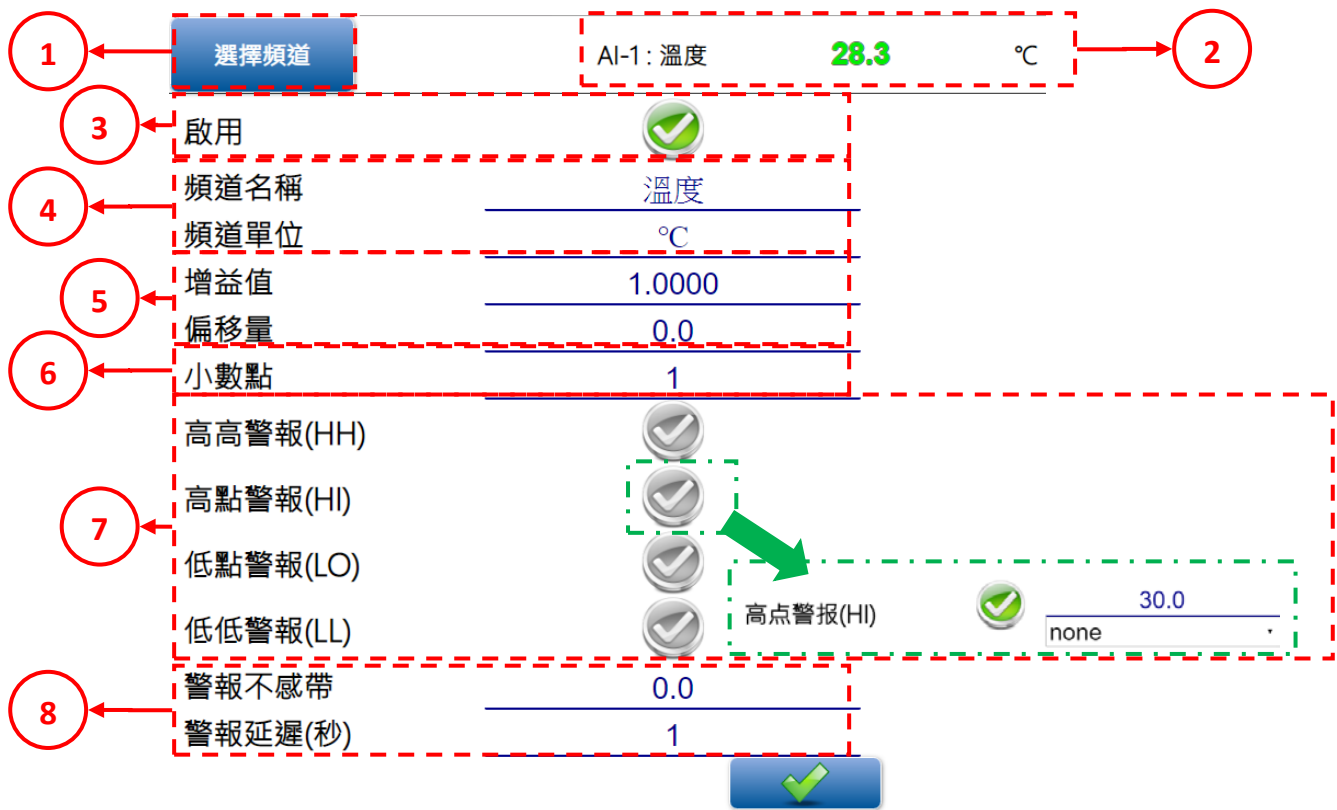 1
選擇頻道
AI-1 : 溫度 28.3 ℃
2
3
啟用
4
頻道名稱 溫度
頻道單位 ℃
5
增益值 1.0000
偏移量 0.0
6
小數點 1
7
高高警報(HH)
高點警報(HI)
低點警報(LO)
低低警報(LL)
高点警报(HI) 30.0
none
8
警報不感帶 0.0
警報延遲(秒) 1